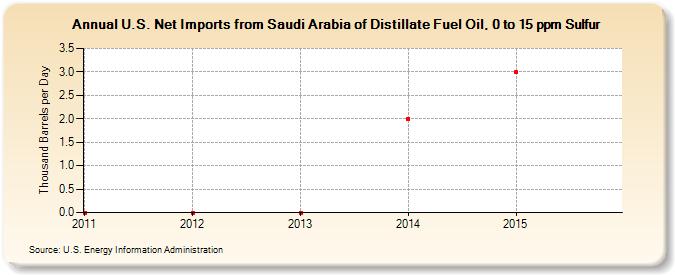 Annual U.S. Net Imports from Saudi Arabia of Distillate Fuel Oil, 0 to 15 ppm Sulfur
Thousand Barrels per Day
3.5
3.0
2.5
2.0
1.5
1.0
0.5
0.0
2011 2012 2013 2014 2015
Source: U.S. Energy Information Administration